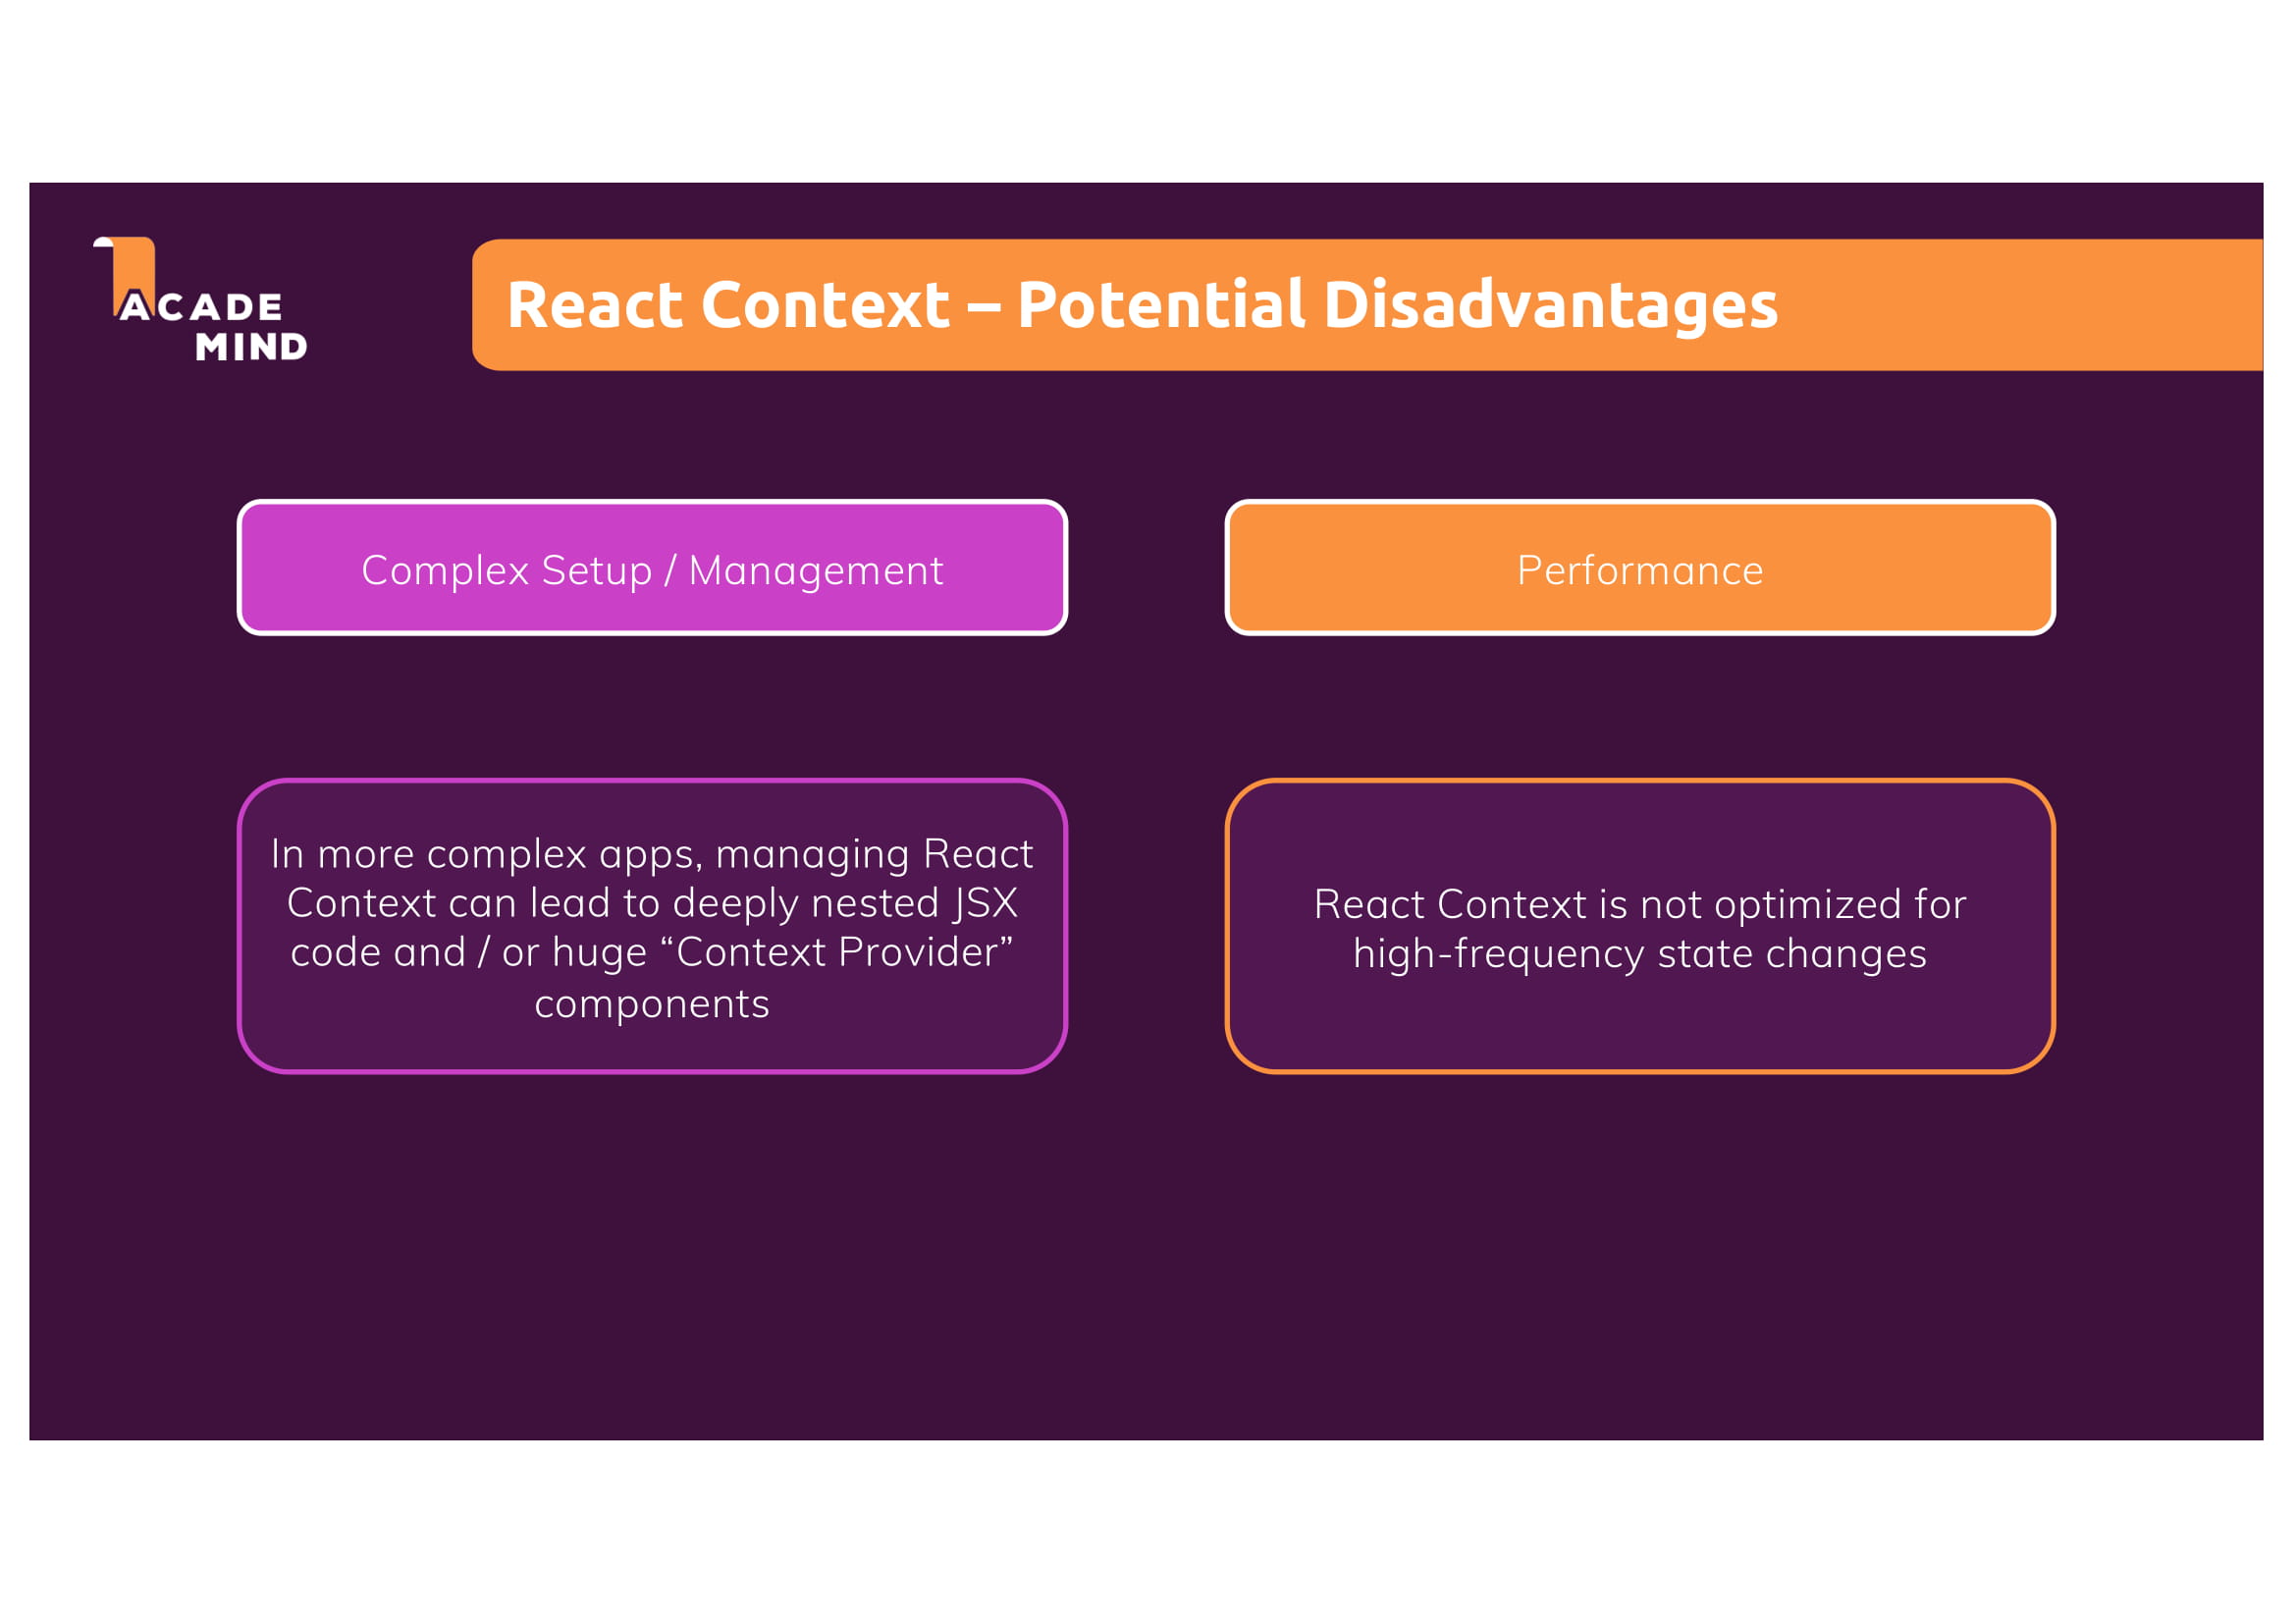 ACADE
MIND
React Context – Potential Disadvantages
Complex Setup / Management
Performance
In more complex apps, managing React
Context can lead to deeply nested JSX
code and / or huge “Context Provider”
components
React Context is not optimized for
high-frequency state changes